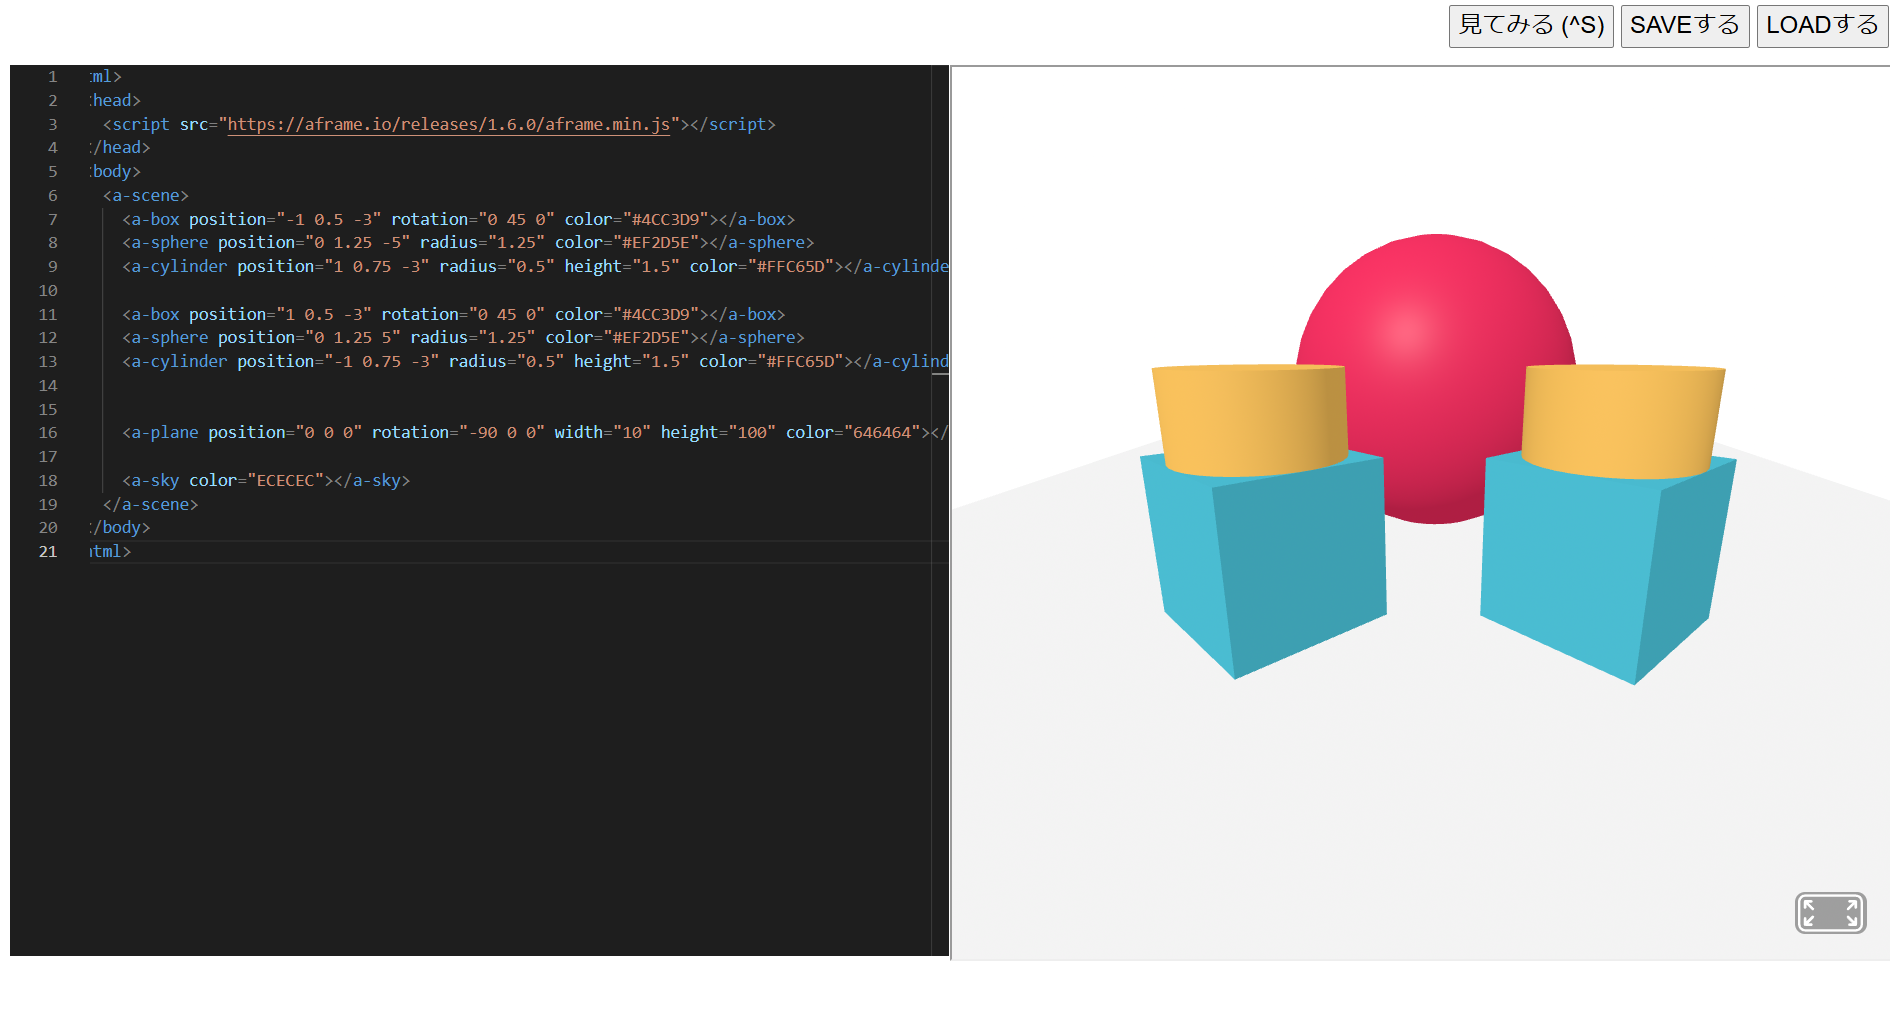 見てみる (^S) SAVEする LOADする
1 ml>
2 head>
3 <script src="https://aframe.io/releases/1.6.0/aframe.min.js"></script>
4 /head>
5 body>
6 <a-scene>
7 <a-box position="-1 0.5 -3" rotation="0 45 0" color="#4CC3D9"></a-box>
8 <a-sphere position="0 1.25 -5" radius="1.25" color="#EF2D5E"></a-sphere>
9 <a-cylinder position="1 0.75 -3" radius="0.5" height="1.5" color="#FFC65D"></a-cylinde
10
11 <a-box position="1 0.5 -3" rotation="0 45 0" color="#4CC3D9"></a-box>
12 <a-sphere position="0 1.25 5" radius="1.25" color="#EF2D5E"></a-sphere>
13 <a-cylinder position="-1 0.75 -3" radius="0.5" height="1.5" color="#FFC65D"></a-cylind
14
15
16 <a-plane position="0 0 0" rotation="-90 0 0" width="10" height="100" color="646464"></
17
18 <a-sky color="ECECEC"></a-sky>
19 </a-scene>
20 /body>
21 html>